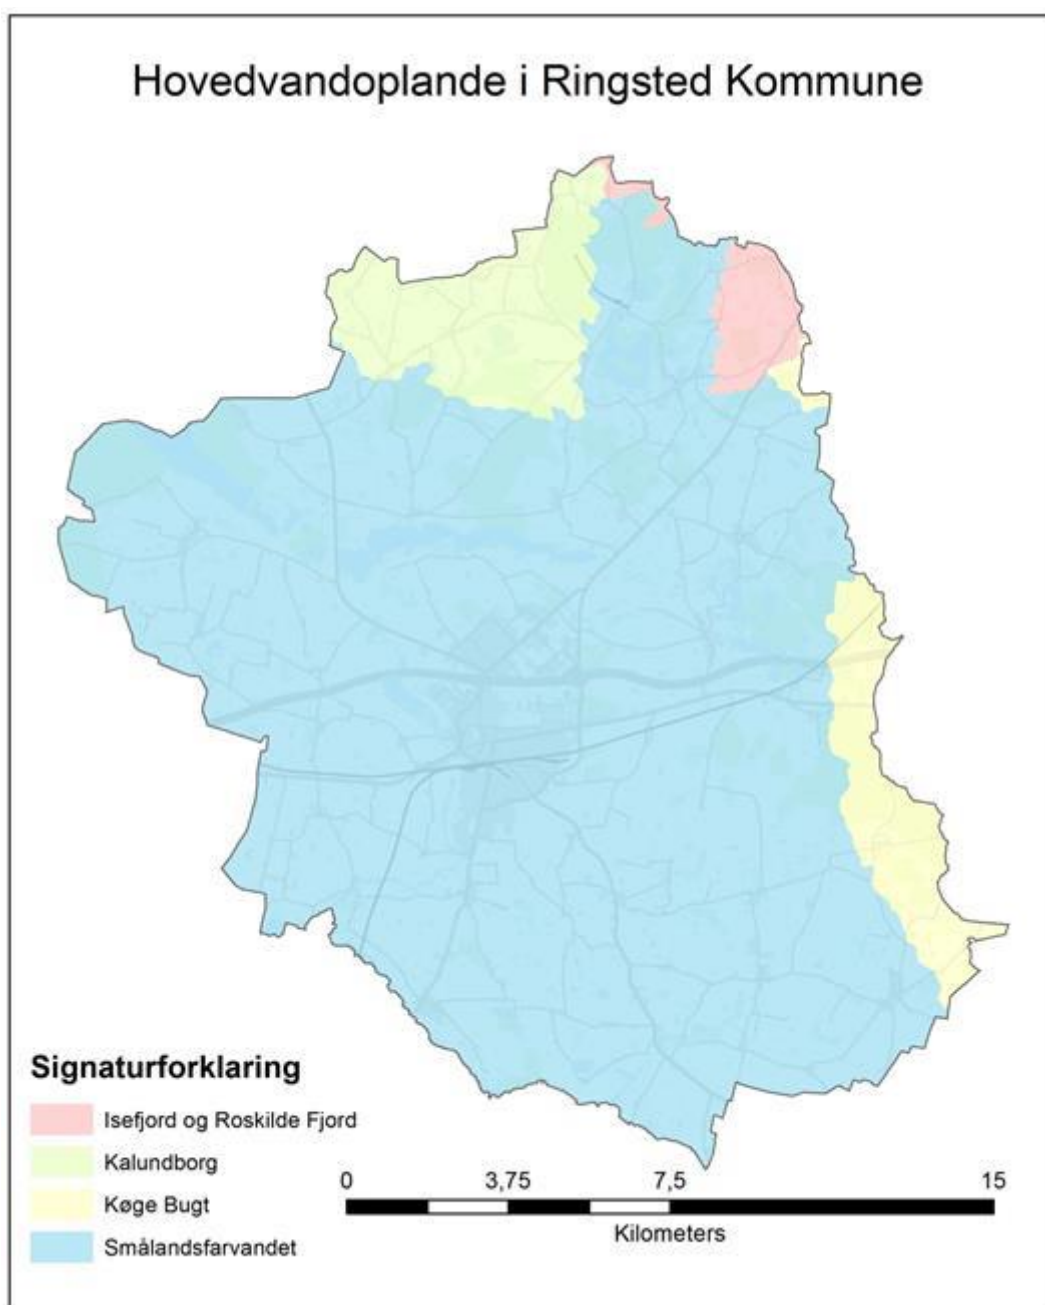 Hovedvandoplande i Ringsted Kommune
Signaturforklaring
Isefjord og Roskilde Fjord
Kalundborg
Køge Bugt
Smålandsfarvandet
0 3,75 7,5 15
Kilometers